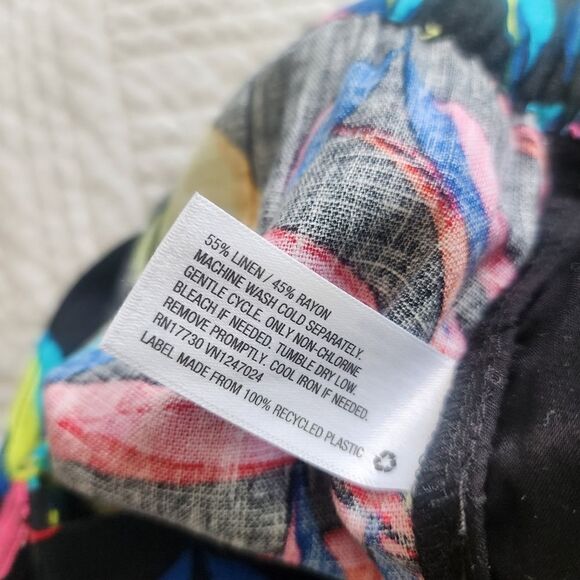 55% LINEN / 45% RAYON
MACHINE WASH COLD SEPARATELY.
GENTLE CYCLE. ONLY NON-CHLORINE
BLEACH IF NEEDED. TUMBLE DRY LOW.
REMOVE PROMPTLY. COOL IRON IF NEEDED.
RN17730 VN1247024
LABEL MADE FROM 100% RECYCLED PLASTIC